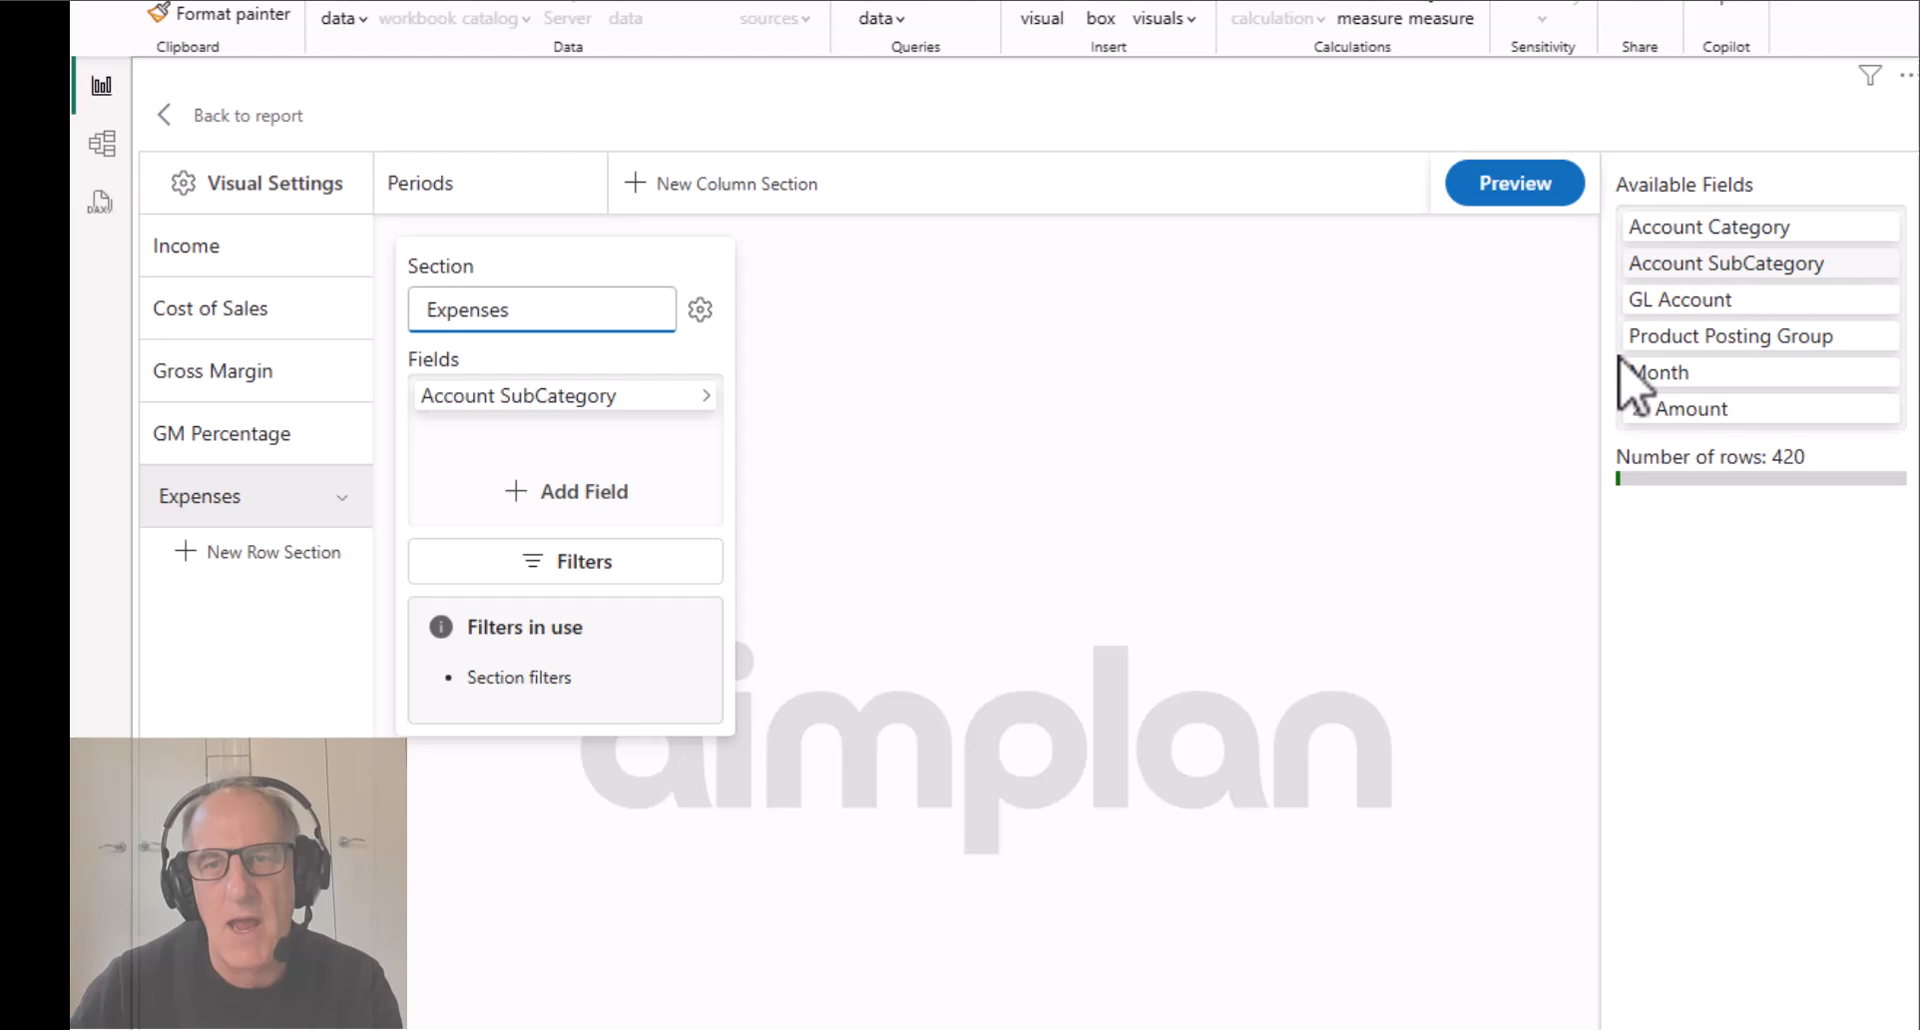 Format painter
data
workbook catalog
Server
data
sources
data
visual
box
visuals
calculation
measure measure
Clipboard
Data
Queries
Insert
Calculations
Sensitivity
Share
Copilot
Back to report
Visual Settings
Periods
New Column Section
Preview
Available Fields
Income
Cost of Sales
Gross Margin
GM Percentage
Expenses
New Row Section
Section
Expenses
Fields
Account SubCategory
Add Field
Filters
Filters in use
• Section filters
Account Category
Account SubCategory
GL Account
Product Posting Group
Month
Amount
Number of rows: 420
aimplan
DAX